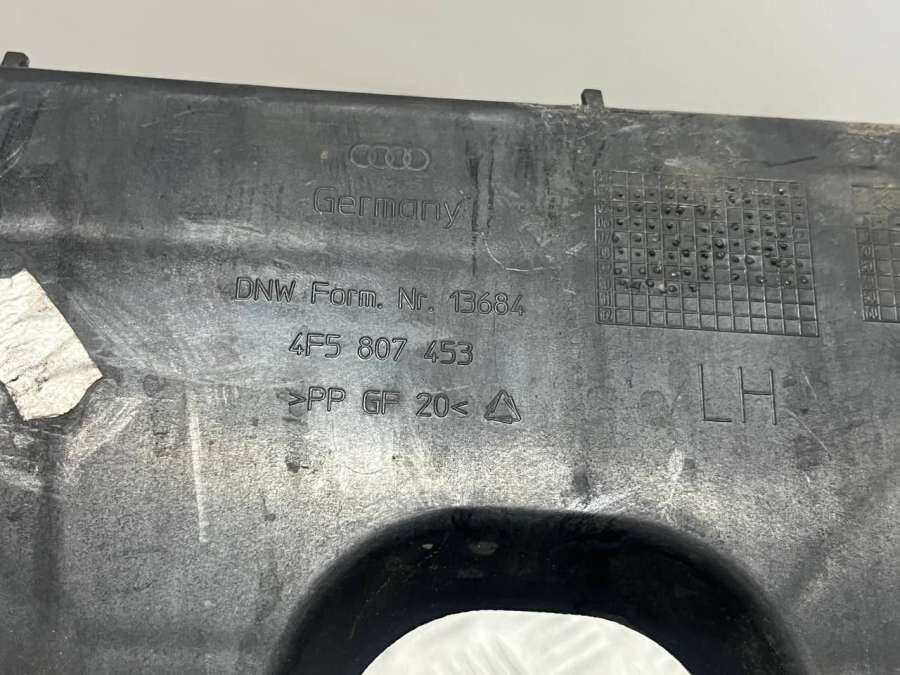 Germany
DNW Form. Nr. 13684
4F5 807 453
>PP GF 20<
LH